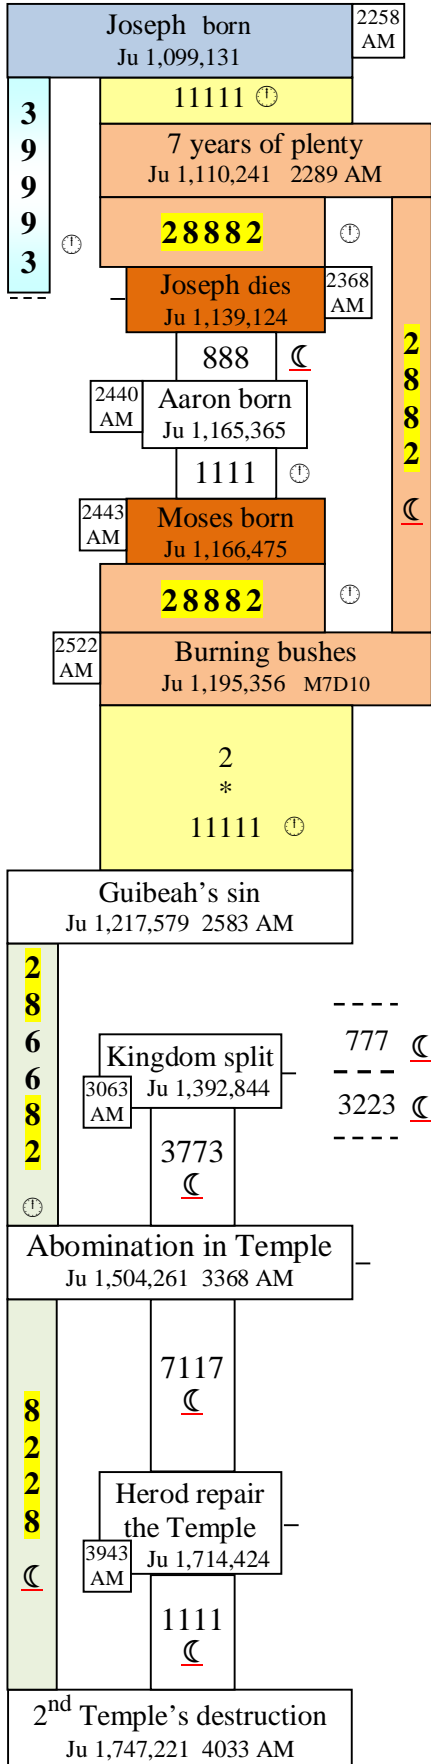 Joseph born
Ju 1,099,131
2258
AM
3
9
9
9
3
11111
7 years of plenty
Ju 1,110,241 2289 AM
28882
Joseph dies
Ju 1,139,124
2368
AM
888
2
8
8
2
2440
AM
Aaron born
Ju 1,165,365
1111
2443
AM
Moses born
Ju 1,166,475
28882
2522
AM
Burning bushes
Ju 1,195,356 M7D10
2
*
11111
Guibeah's sin
Ju 1,217,579 2583 AM
2
8
6
6
8
2
Kingdom split
Ju 1,392,844
3063
AM
777
3223
3773
Abomination in Temple
Ju 1,504,261 3368 AM
8
2
2
8
7117
Herod repair
the Temple
Ju 1,714,424
3943
AM
1111
2nd Temple's destruction
Ju 1,747,221 4033 AM